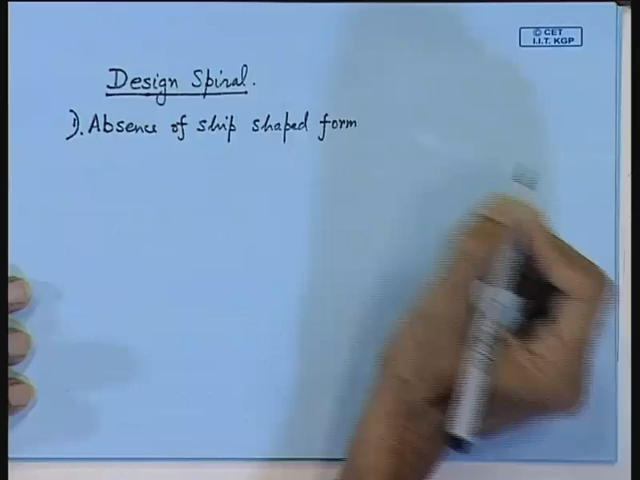 © CET
I.I.T. KGP
Design Spiral.
1). Absence of ship shaped form